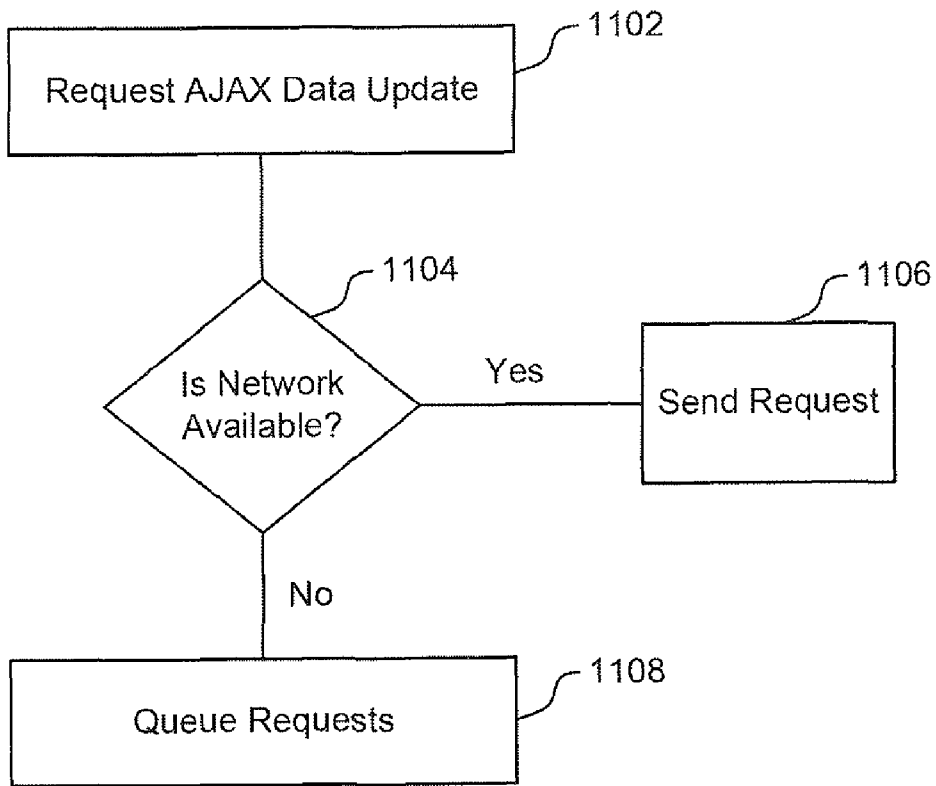 1102
Request AJAX Data Update
1104
Is Network
Available?
Yes
1106
Send Request
No
1108
Queue Requests